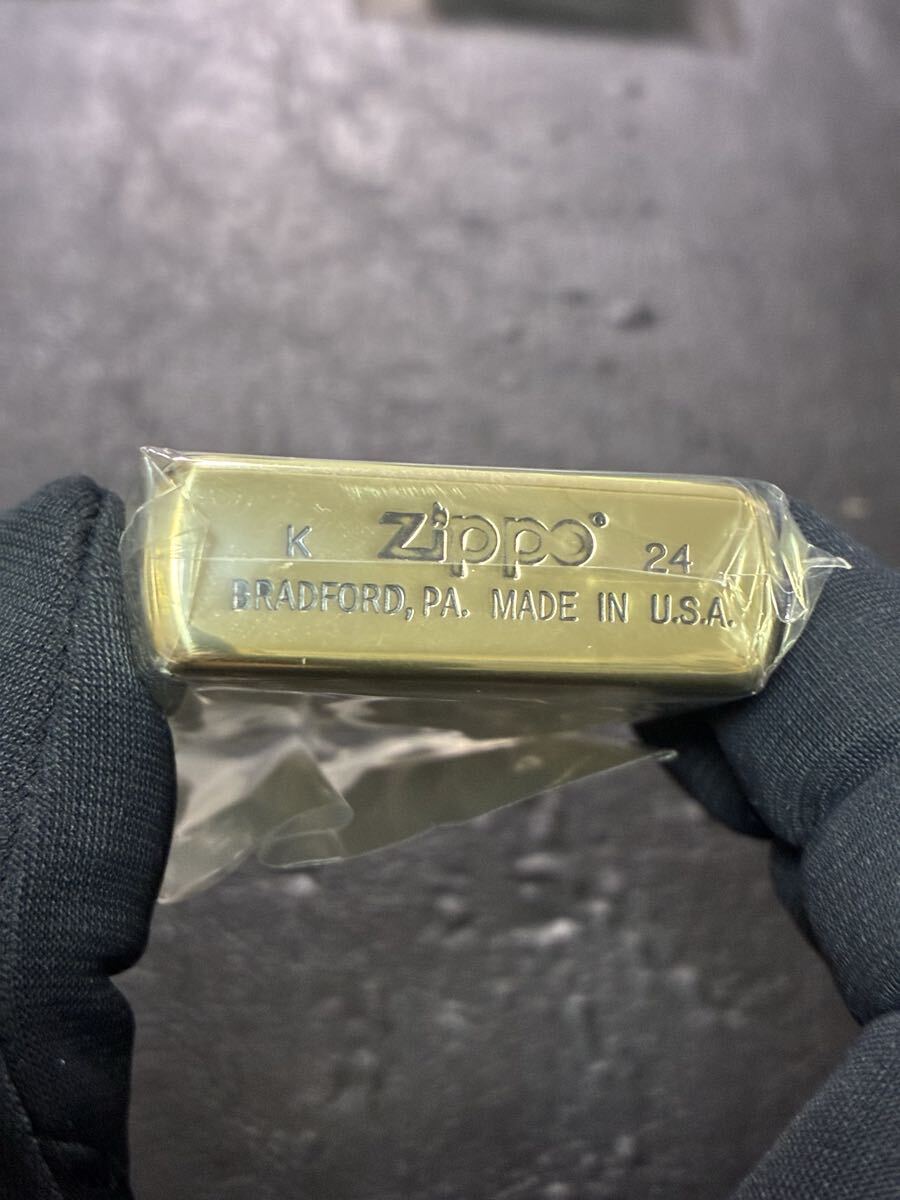 K Zippo® 24
BRADFORD, PA. MADE IN U.S.A.